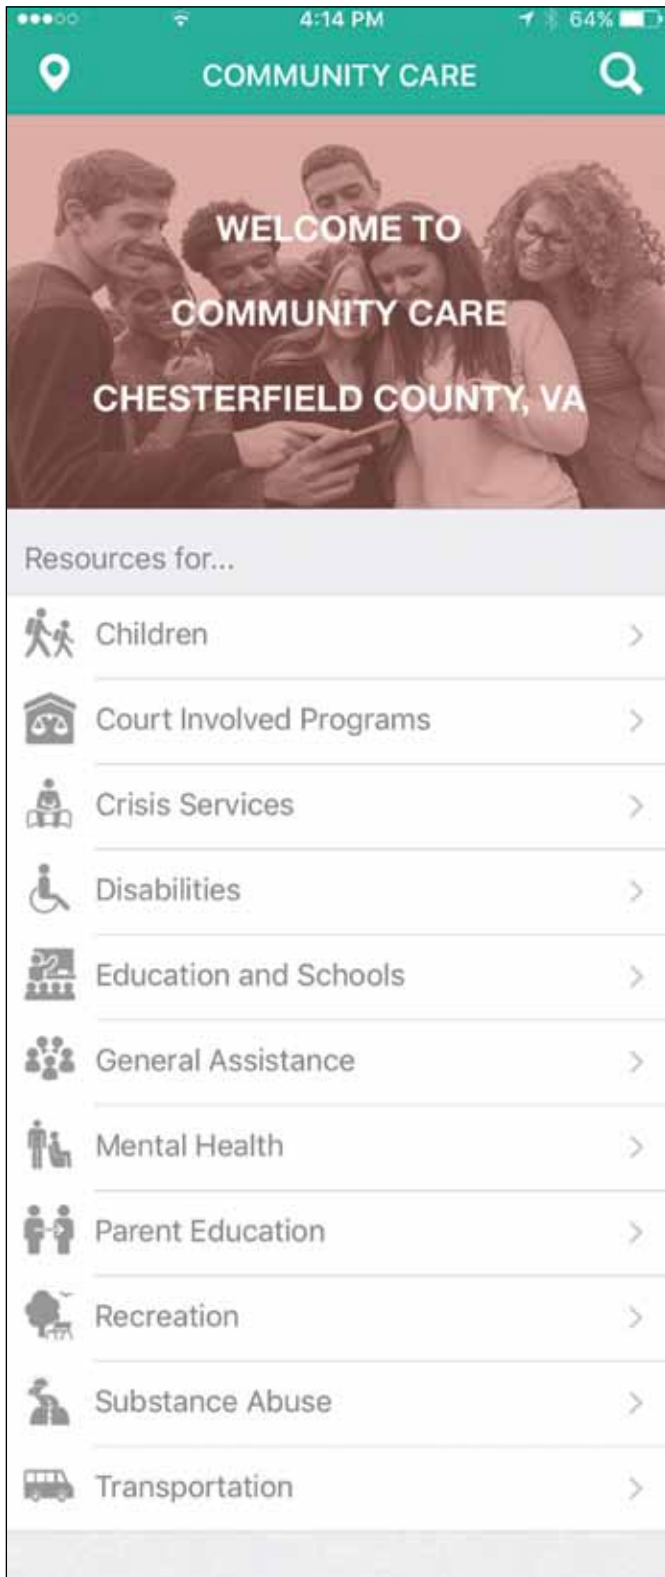 4:14 PM 64%
COMMUNITY CARE
WELCOME TO
COMMUNITY CARE
CHESTERFIELD COUNTY, VA
Resources for...
Children
Court Involved Programs
Crisis Services
Disabilities
Education and Schools
General Assistance
Mental Health
Parent Education
Recreation
Substance Abuse
Transportation